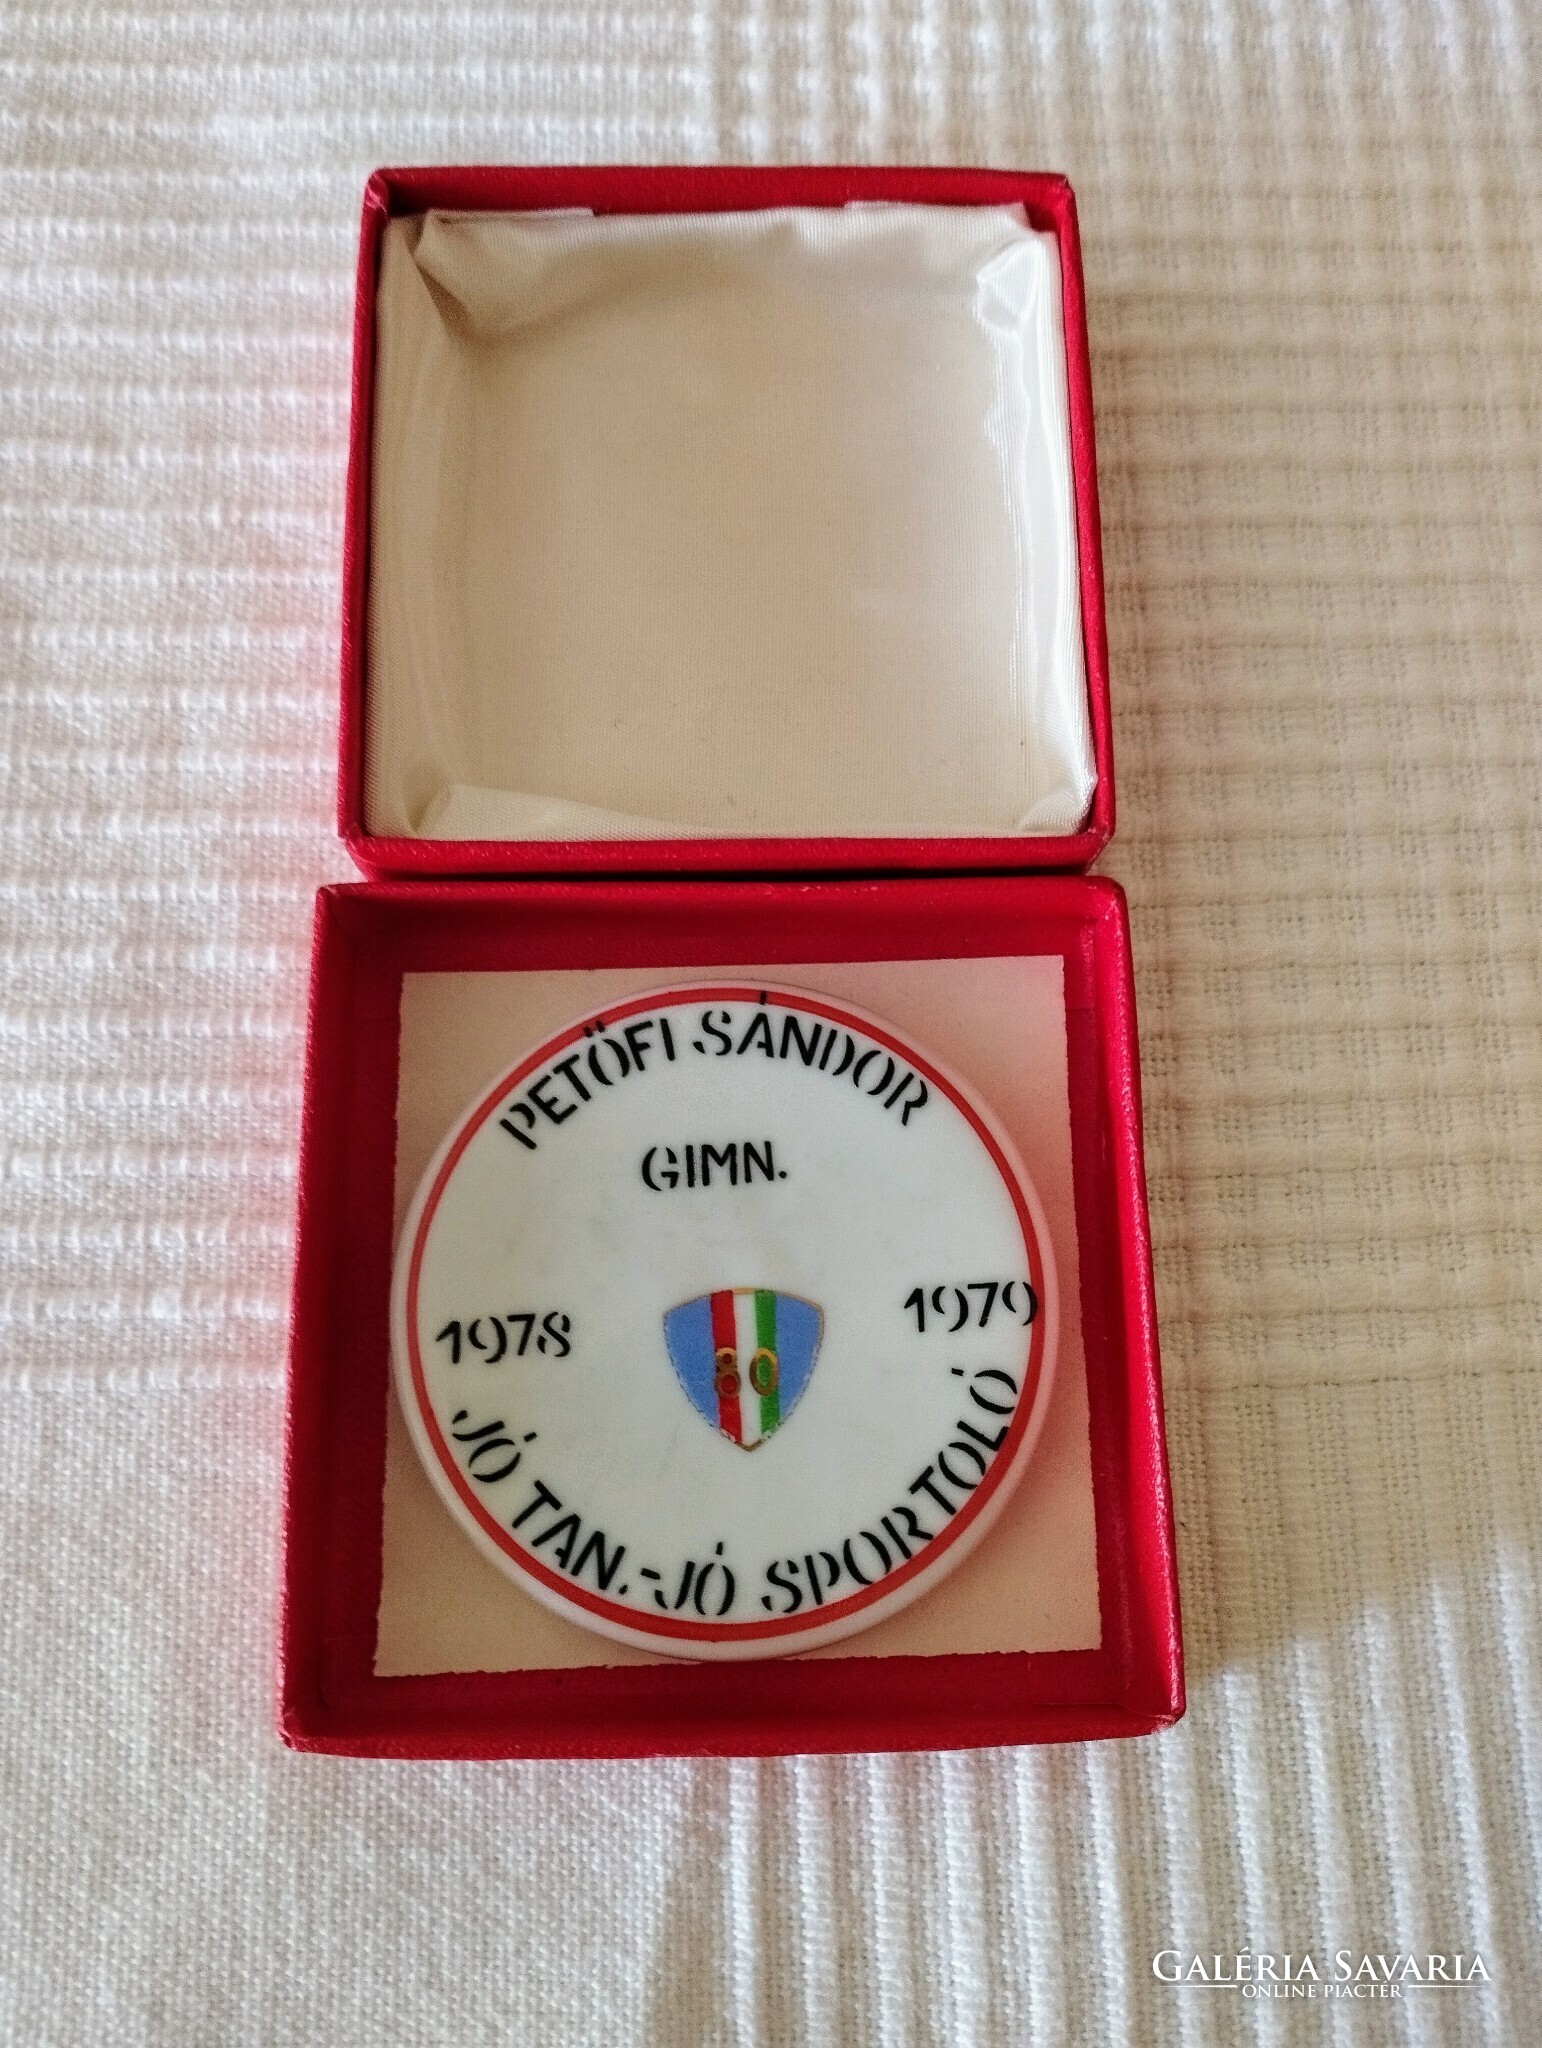 PETŐFI SÁNDOR
GIMN.
1978
1979
80
JÓ TAN.-JÓ SPORTOLÓ
GALÉRIA SAVARIA
ONLINE PIACTÉR